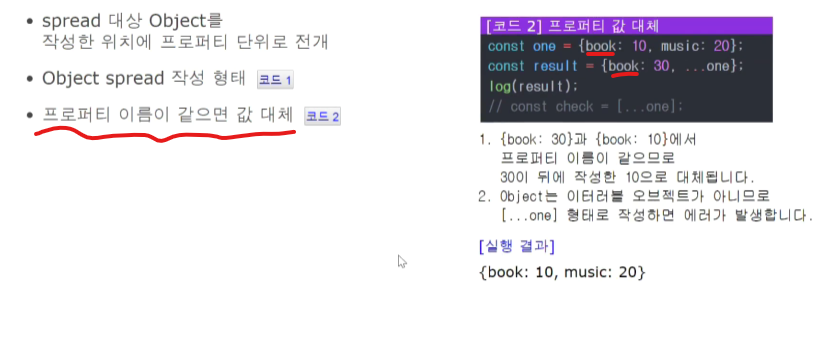 • spread 대상 Object를
작성한 위치에 프로퍼티 단위로 전개
• Object spread 작성 형태 코드 1
• 프로퍼티 이름이 같으면 값 대체 코드 2
[코드 2] 프로퍼티 값 대체
const one = {book: 10, music: 20};
const result = {book: 30, ...one};
log(result);
// const check = [...one];
1. {book: 30}과 {book: 10}에서
프로퍼티 이름이 같으므로
30이 뒤에 작성한 10으로 대체됩니다.
2. Object는 이터러블 오브젝트가 아니므로
[...one] 형태로 작성하면 에러가 발생합니다.
[실행 결과]
{book: 10, music: 20}